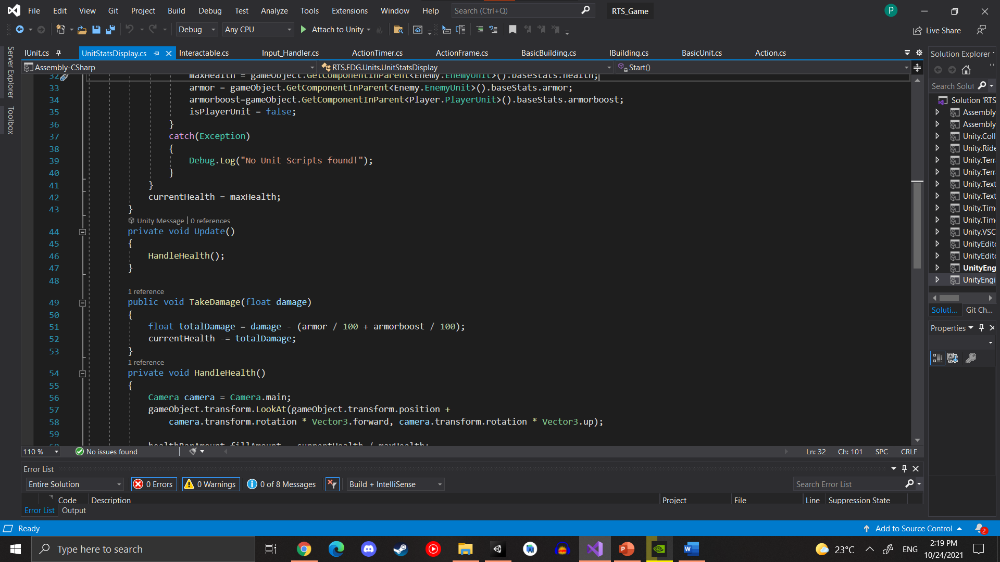 File Edit View Git Project Build Debug Test Analyze Tools Extensions Window Help Search (Ctrl+Q) RTS_Game P
Debug Any CPU Attach to Unity Live Share
Server Explorer
Toolbox
IUnit.cs UnitStatsDisplay.cs Interactable.cs Input_Handler.cs ActionTimer.cs ActionFrame.cs BasicBuilding.cs IBuilding.cs BasicUnit.cs Action.cs
Assembly-CSharp RTS.FDG.Units.UnitStatsDisplay Start()
32 maxHealth = gameObject.GetComponentInParent<Enemy.EnemyUnit>().baseStats.health;
33 armor = gameObject.GetComponentInParent<Enemy.EnemyUnit>().baseStats.armor;
34 armorboost=gameObject.GetComponentInParent<Player.PlayerUnit>().baseStats.armorboost;
35 isPlayerUnit = false;
36 }
37 catch(Exception)
38 {
39 Debug.Log("No Unit Scripts found!");
40 }
41 }
42 currentHealth = maxHealth;
43 }
Unity Message | 0 references
44 private void Update()
45 {
46 HandleHealth();
47 }
48
1 reference
49 public void TakeDamage(float damage)
50 {
51 float totalDamage = damage - (armor / 100 + armorboost / 100);
52 currentHealth -= totalDamage;
53 }
1 reference
54 private void HandleHealth()
55 {
56 Camera camera = Camera.main;
57 gameObject.transform.LookAt(gameObject.transform.position +
58 camera.transform.rotation * Vector3.forward, camera.transform.rotation * Vector3.up);
59
110 % No issues found Ln: 32 Ch: 101 SPC CRLF
Solution Explorer
Search Solut
Solution 'RTS
Assembly
Assembly
Unity.Coll
Unity.Ride
Unity.Terr
Unity.Terr
Unity.Text
Unity.Text
Unity.Tim
Unity.Tim
Unity.VSC
UnityEdito
UnityEdito
UnityEng
UnityEngi
Soluti... Git Ch...
Properties
Error List
Entire Solution 0 Errors 0 Warnings 0 of 8 Messages Build + IntelliSense Search Error List
Code Description Project File Line Suppression State
Error List Output
Ready Add to Source Control 2
Type here to search 23°C ENG 2:19 PM
10/24/2021